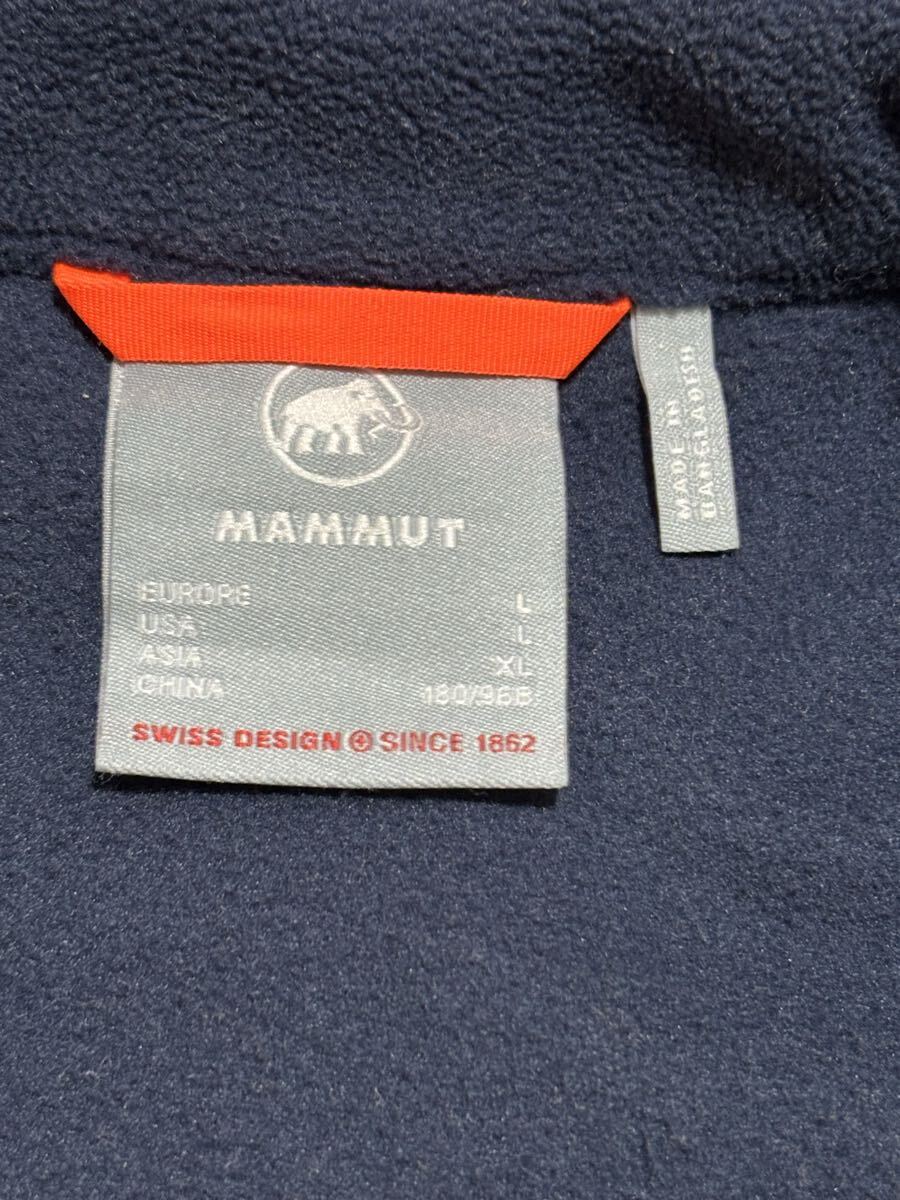 MAMMUT
EUROPE L
USA L
ASIA XL
CHINA 180/96B
SWISS DESIGN SINCE 1862
MADE IN
BANGLADESH